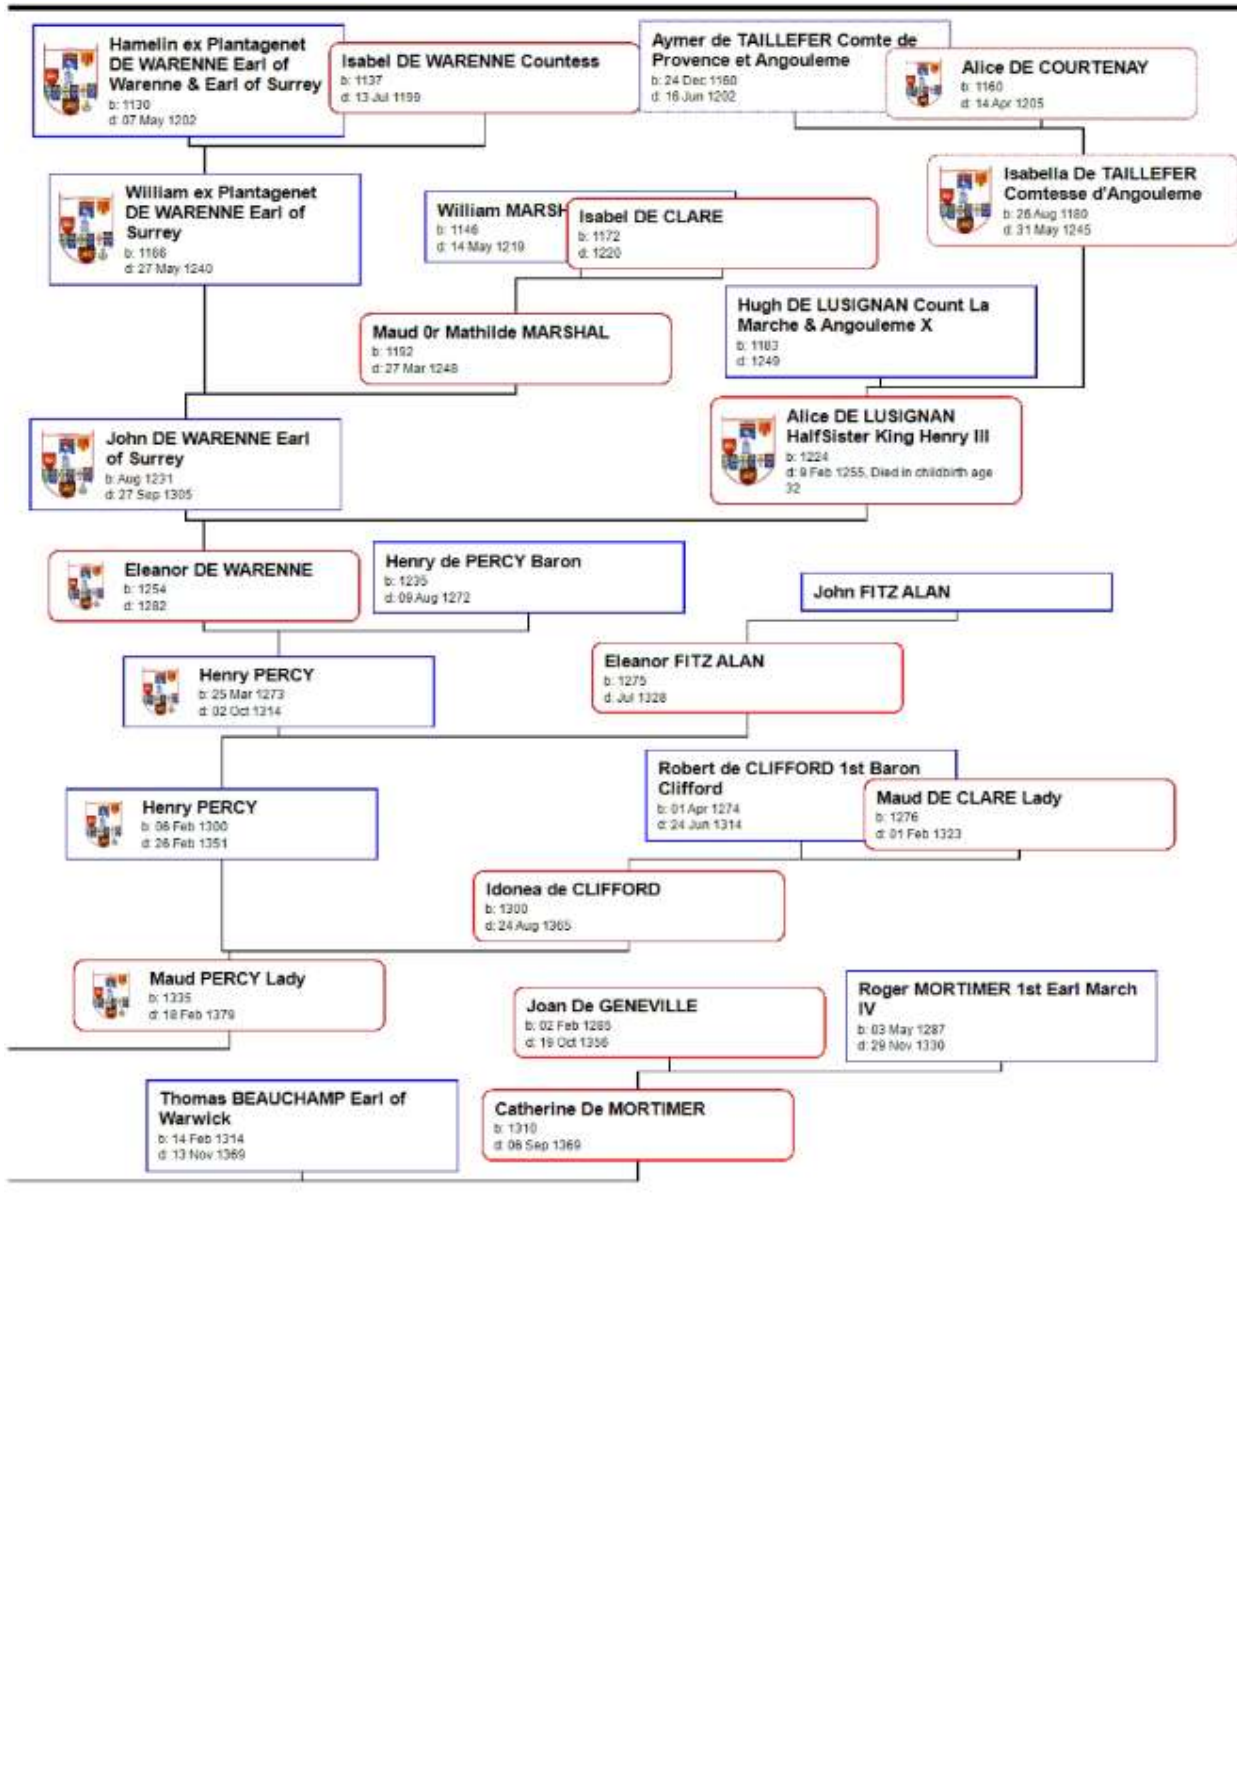 Hamelin ex Plantagenet
DE WARENNE Earl of
Warenne & Earl of Surrey
b: 1130
d: 07 May 1202
Isabel DE WARENNE Countess
b: 1137
d: 13 Jul 1199
Aymer de TAILLEFER Comte de
Provence et Angouleme
b: 24 Dec 1160
d: 16 Jun 1202
Alice DE COURTENAY
b: 1160
d: 14 Apr 1205
William ex Plantagenet
DE WARENNE Earl of
Surrey
b: 1166
d: 27 May 1240
William MARSH
b: 1146
d: 14 May 1219
Isabel DE CLARE
b: 1172
d: 1220
Isabella De TAILLEFER
Comtesse d'Angouleme
b: 26 Aug 1180
d: 31 May 1245
Hugh DE LUSIGNAN Count La
Marche & Angouleme X
b: 1183
d: 1249
Maud 0r Mathilde MARSHAL
b: 1192
d: 27 Mar 1248
John DE WARENNE Earl
of Surrey
b: Aug 1231
d: 27 Sep 1305
Alice DE LUSIGNAN
HalfSister King Henry III
b: 1224
d: 9 Feb 1255, Died in childbirth age
32
Eleanor DE WARENNE
b: 1254
d: 1282
Henry de PERCY Baron
b: 1235
d: 09 Aug 1272
John FITZ ALAN
Henry PERCY
b: 25 Mar 1273
d: 02 Oct 1314
Eleanor FITZ ALAN
b: 1275
d: Jul 1328
Robert de CLIFFORD 1st Baron
Clifford
b: 01 Apr 1274
d: 24 Jun 1314
Maud DE CLARE Lady
b: 1276
d: 01 Feb 1323
Henry PERCY
b: 06 Feb 1300
d: 26 Feb 1351
Idonea de CLIFFORD
b: 1300
d: 24 Aug 1365
Maud PERCY Lady
b: 1335
d: 18 Feb 1379
Joan De GENEVILLE
b: 02 Feb 1285
d: 19 Oct 1356
Roger MORTIMER 1st Earl March
IV
b: 03 May 1287
d: 29 Nov 1330
Thomas BEAUCHAMP Earl of
Warwick
b: 14 Feb 1314
d: 13 Nov 1369
Catherine De MORTIMER
b: 1310
d: 06 Sep 1369